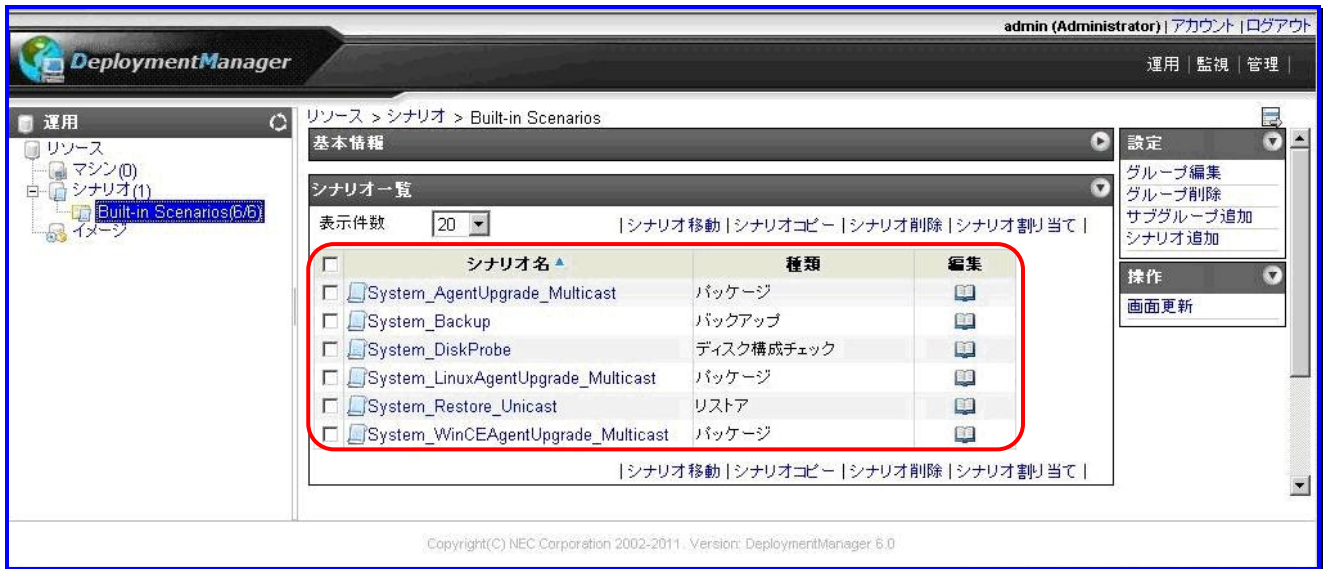 admin (Administrator) | アカウント | ログアウト
DeploymentManager
運用 | 監視 | 管理 |
運用
リソース
マシン(0)
シナリオ(1)
Built-in Scenarios(6/6)
イメージ
リソース > シナリオ > Built-in Scenarios
基本情報
シナリオ一覧
表示件数 20 | シナリオ移動 | シナリオコピー | シナリオ削除 | シナリオ割り当て |
シナリオ名 種類 編集
System_AgentUpgrade_Multicast パッケージ
System_Backup バックアップ
System_DiskProbe ディスク構成チェック
System_LinuxAgentUpgrade_Multicast パッケージ
System_Restore_Unicast リストア
System_WinCEAgentUpgrade_Multicast パッケージ
| シナリオ移動 | シナリオコピー | シナリオ削除 | シナリオ割り当て |
設定
グループ編集
グループ削除
サブグループ追加
シナリオ追加
操作
画面更新
Copyright(C) NEC Corporation 2002-2011. Version: DeploymentManager 6.0